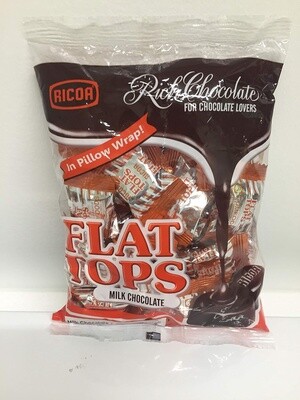 RICOA
Rich Chocolate
FOR CHOCOLATE LOVERS
In Pillow Wrap!
FLAT
TOPS
MILK CHOCOLATE